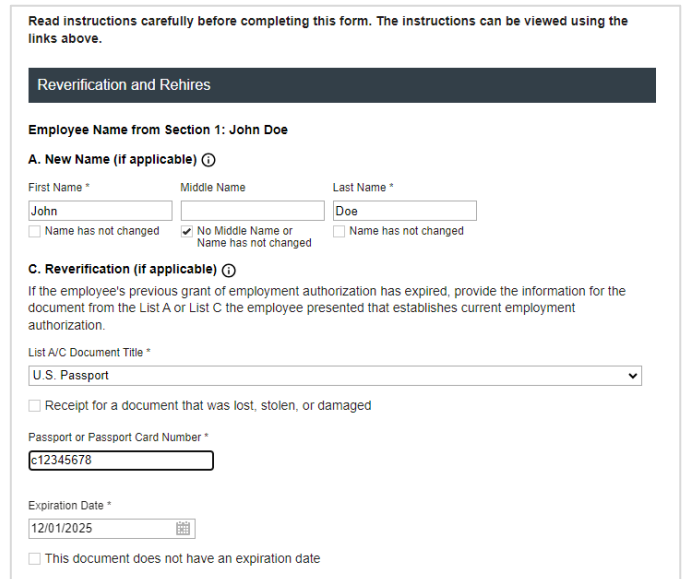 Read instructions carefully before completing this form. The instructions can be viewed using the
links above.
Reverification and Rehires
Employee Name from Section 1: John Doe
A. New Name (if applicable)
First Name * Middle Name Last Name *
John Doe
Name has not changed No Middle Name or Name has not changed
Name has not changed
C. Reverification (if applicable)
If the employee's previous grant of employment authorization has expired, provide the information for the
document from the List A or List C the employee presented that establishes current employment
authorization.
List A/C Document Title *
U.S. Passport
Receipt for a document that was lost, stolen, or damaged
Passport or Passport Card Number *
c12345678
Expiration Date *
12/01/2025
This document does not have an expiration date